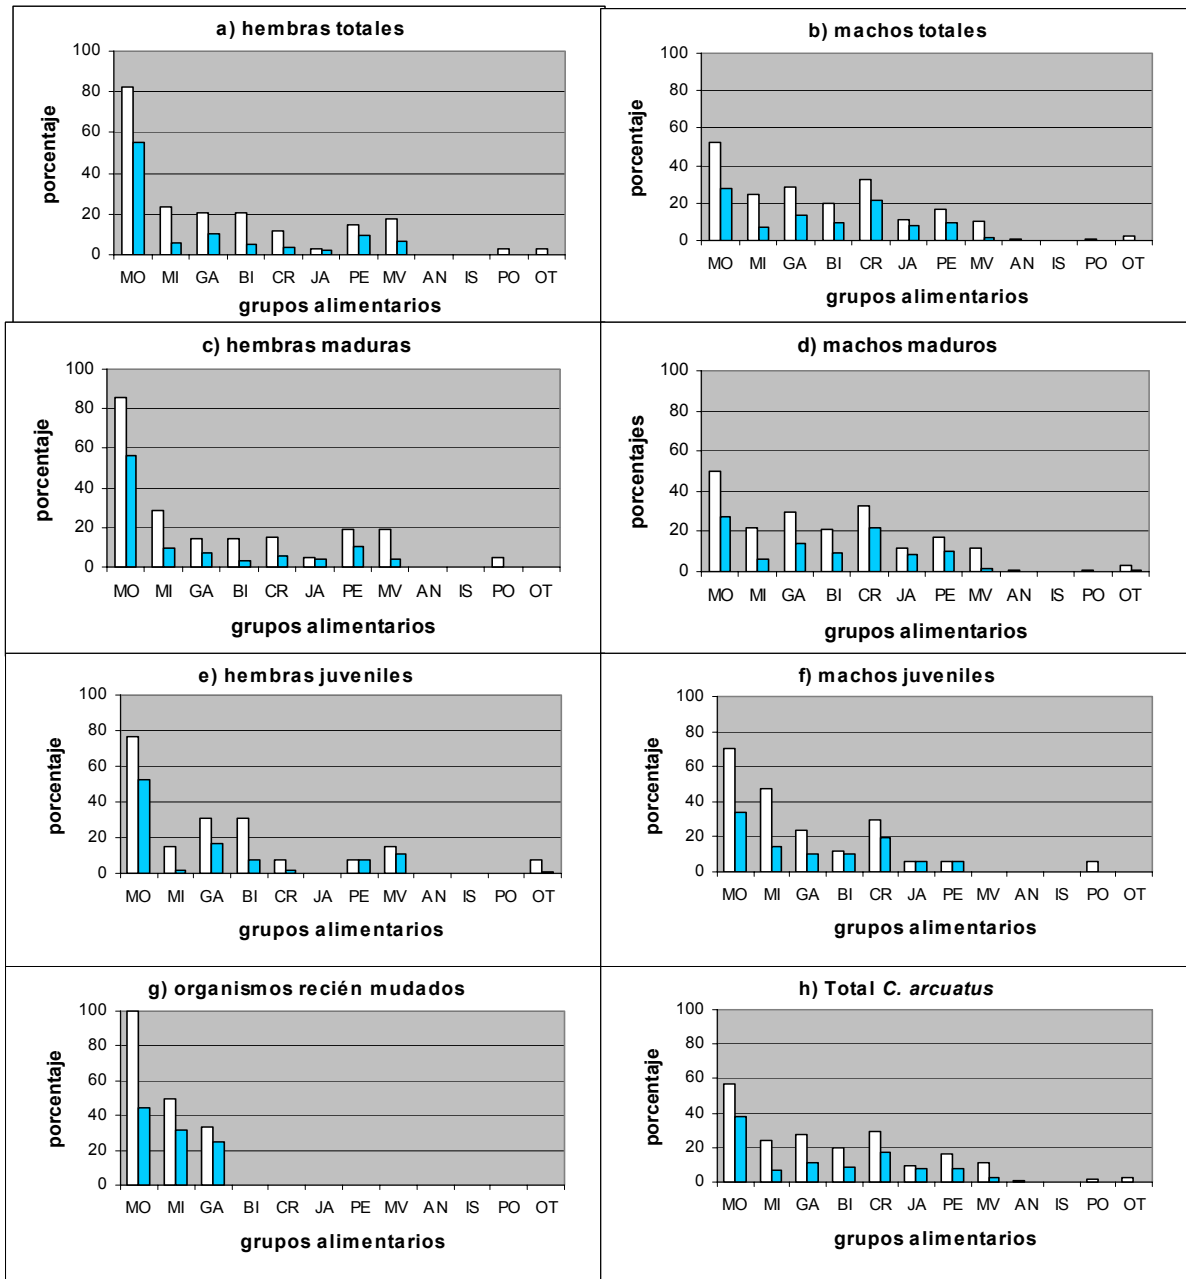 a) hembras totales
porcentaje
100
80
60
40
20
0
MO MI GA BI CR JA PE MV AN IS PO OT
grupos alimentarios
b) machos totales
porcentaje
100
80
60
40
20
0
MO MI GA BI CR JA PE MV AN IS PO OT
grupos alimentarios
c) hembras maduras
porcentaje
100
80
60
40
20
0
MO MI GA BI CR JA PE MV AN IS PO OT
grupos alimentarios
d) machos maduros
porcentajes
100
80
60
40
20
0
MO MI GA BI CR JA PE MV AN IS PO OT
grupos alimentarios
e) hembras juveniles
porcentaje
100
80
60
40
20
0
MO MI GA BI CR JA PE MV AN IS PO OT
grupos alimentarios
f) machos juveniles
porcentaje
100
80
60
40
20
0
MO MI GA BI CR JA PE MV AN IS PO OT
grupos alimentarios
g) organismos recién mudados
porcentaje
100
80
60
40
20
0
MO MI GA BI CR JA PE MV AN IS PO OT
grupos alimentarios
h) Total C. arcuatus
porcentaje
100
80
60
40
20
0
MO MI GA BI CR JA PE MV AN IS PO OT
grupos alimentarios